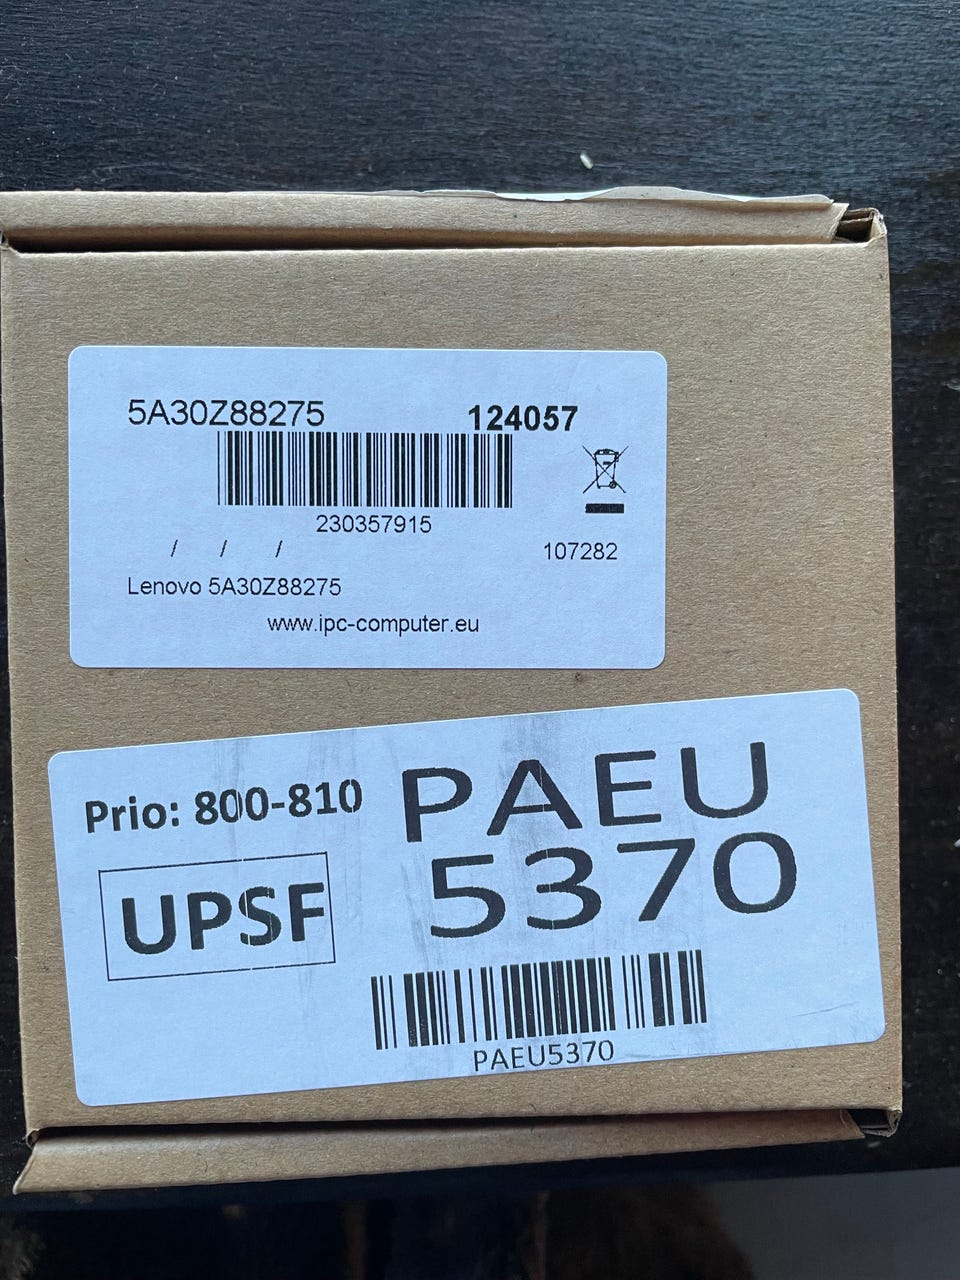 5A30Z88275 124057
230357915
/ / / 107282
Lenovo 5A30Z88275
www.ipc-computer.eu
Prio: 800-810
UPSF
PAEU
5370
PAEU5370